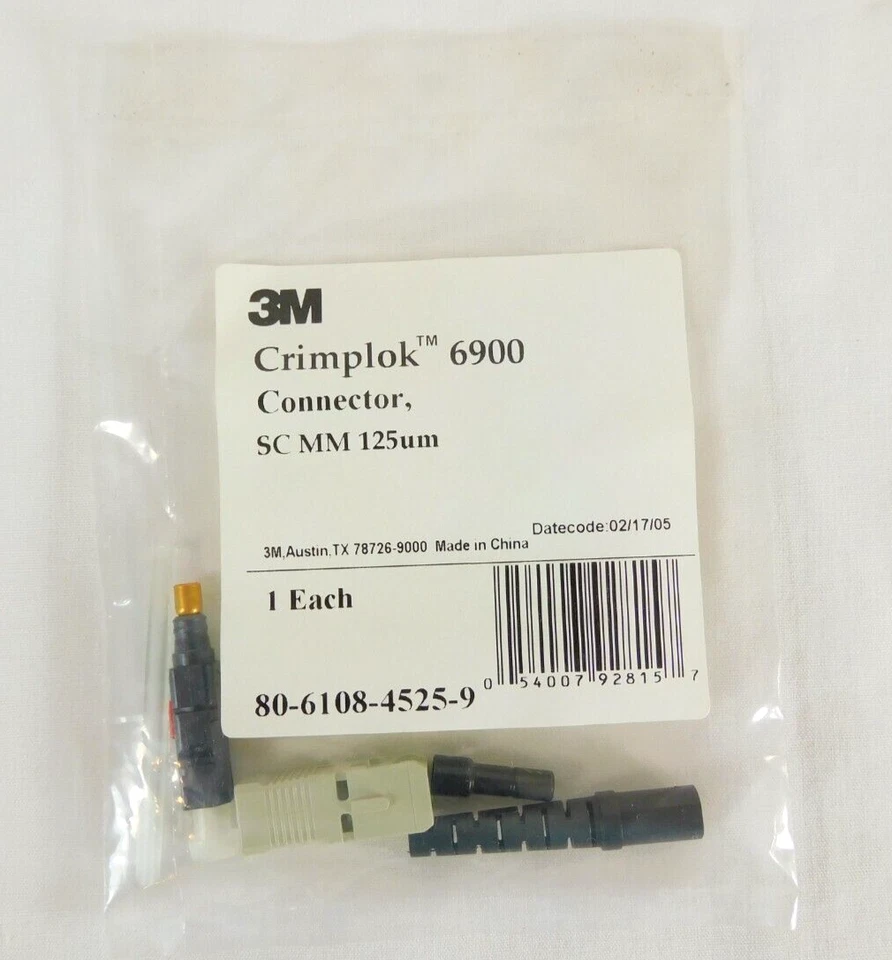 3M
Crimplok™ 6900
Connector,
SC MM 125um
Datecode:02/17/05
3M,Austin,TX 78726-9000 Made in China
1 Each
80-6108-4525-9
0 54007 92815 7